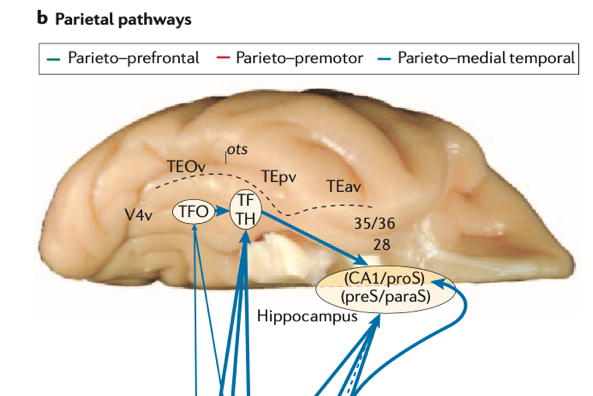 b Parietal pathways
Parieto–prefrontal
Parieto–premotor
Parieto–medial temporal
ots
TEOv
TEpv
TEav
V4v
TFO
TF
TH
35/36
28
(CA1/proS)
(preS/paraS)
Hippocampus